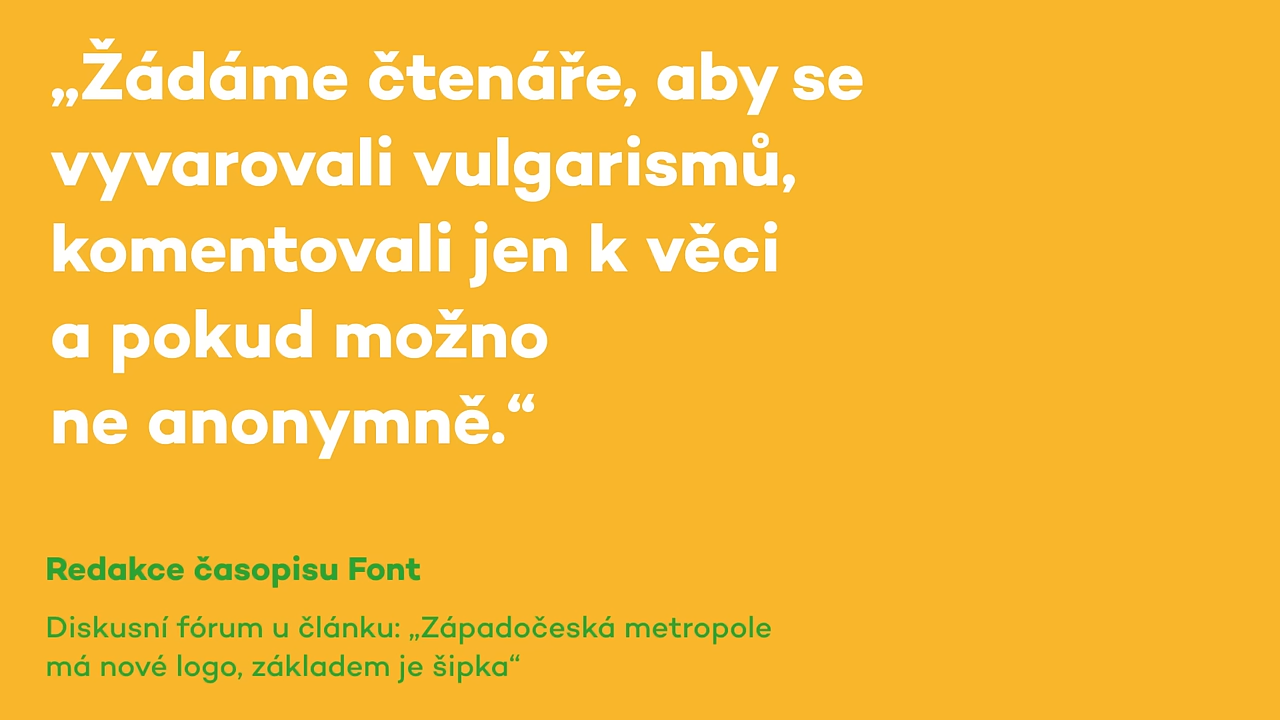 „Žádáme čtenáře, aby se
vyvarovali vulgarismů,
komentovali jen k věci
a pokud možno
ne anonymně.“
Redakce časopisu Font
Diskusní fórum u článku: „Západočeská metropole
má nové logo, základem je šipka“